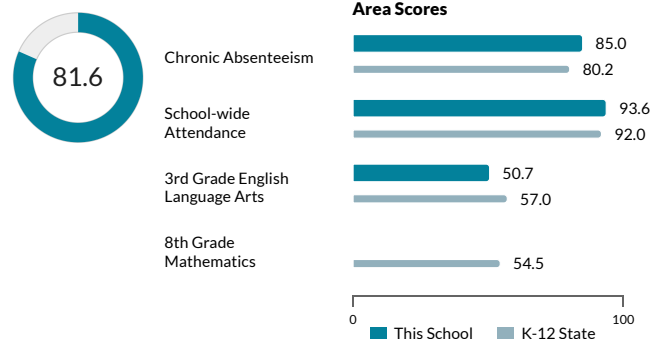 Area Scores
81.6
Chronic Absenteeism
85.0
80.2
School-wide
Attendance
93.6
92.0
3rd Grade English
Language Arts
50.7
57.0
8th Grade
Mathematics
54.5
0
100
This School
K-12 State